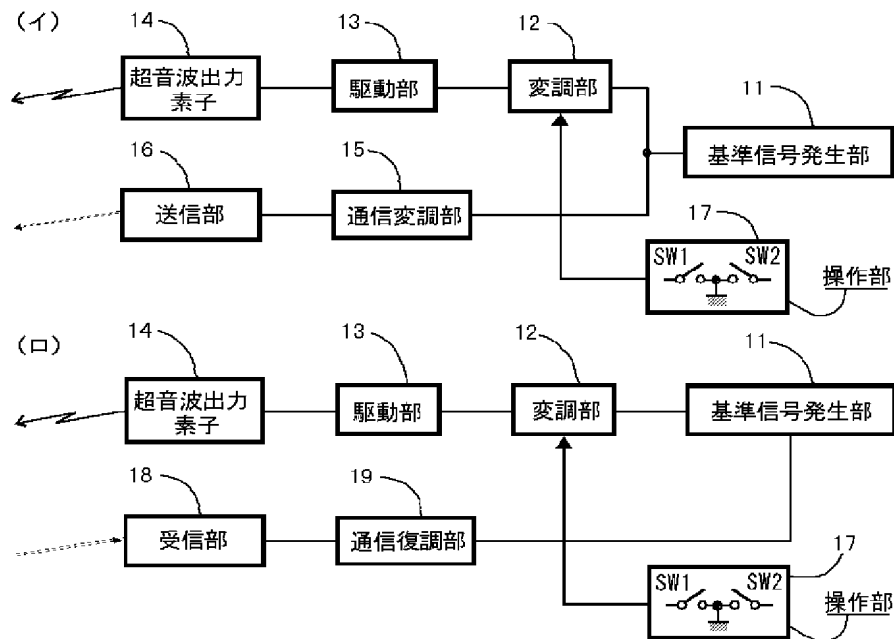 (イ)
14
13
12
11
超音波出力
素子
駆動部
変調部
基準信号発生部
16
15
17
送信部
通信変調部
SW1
SW2
操作部
(ロ)
14
13
12
11
超音波出力
素子
駆動部
変調部
基準信号発生部
18
19
17
受信部
通信復調部
SW1
SW2
操作部